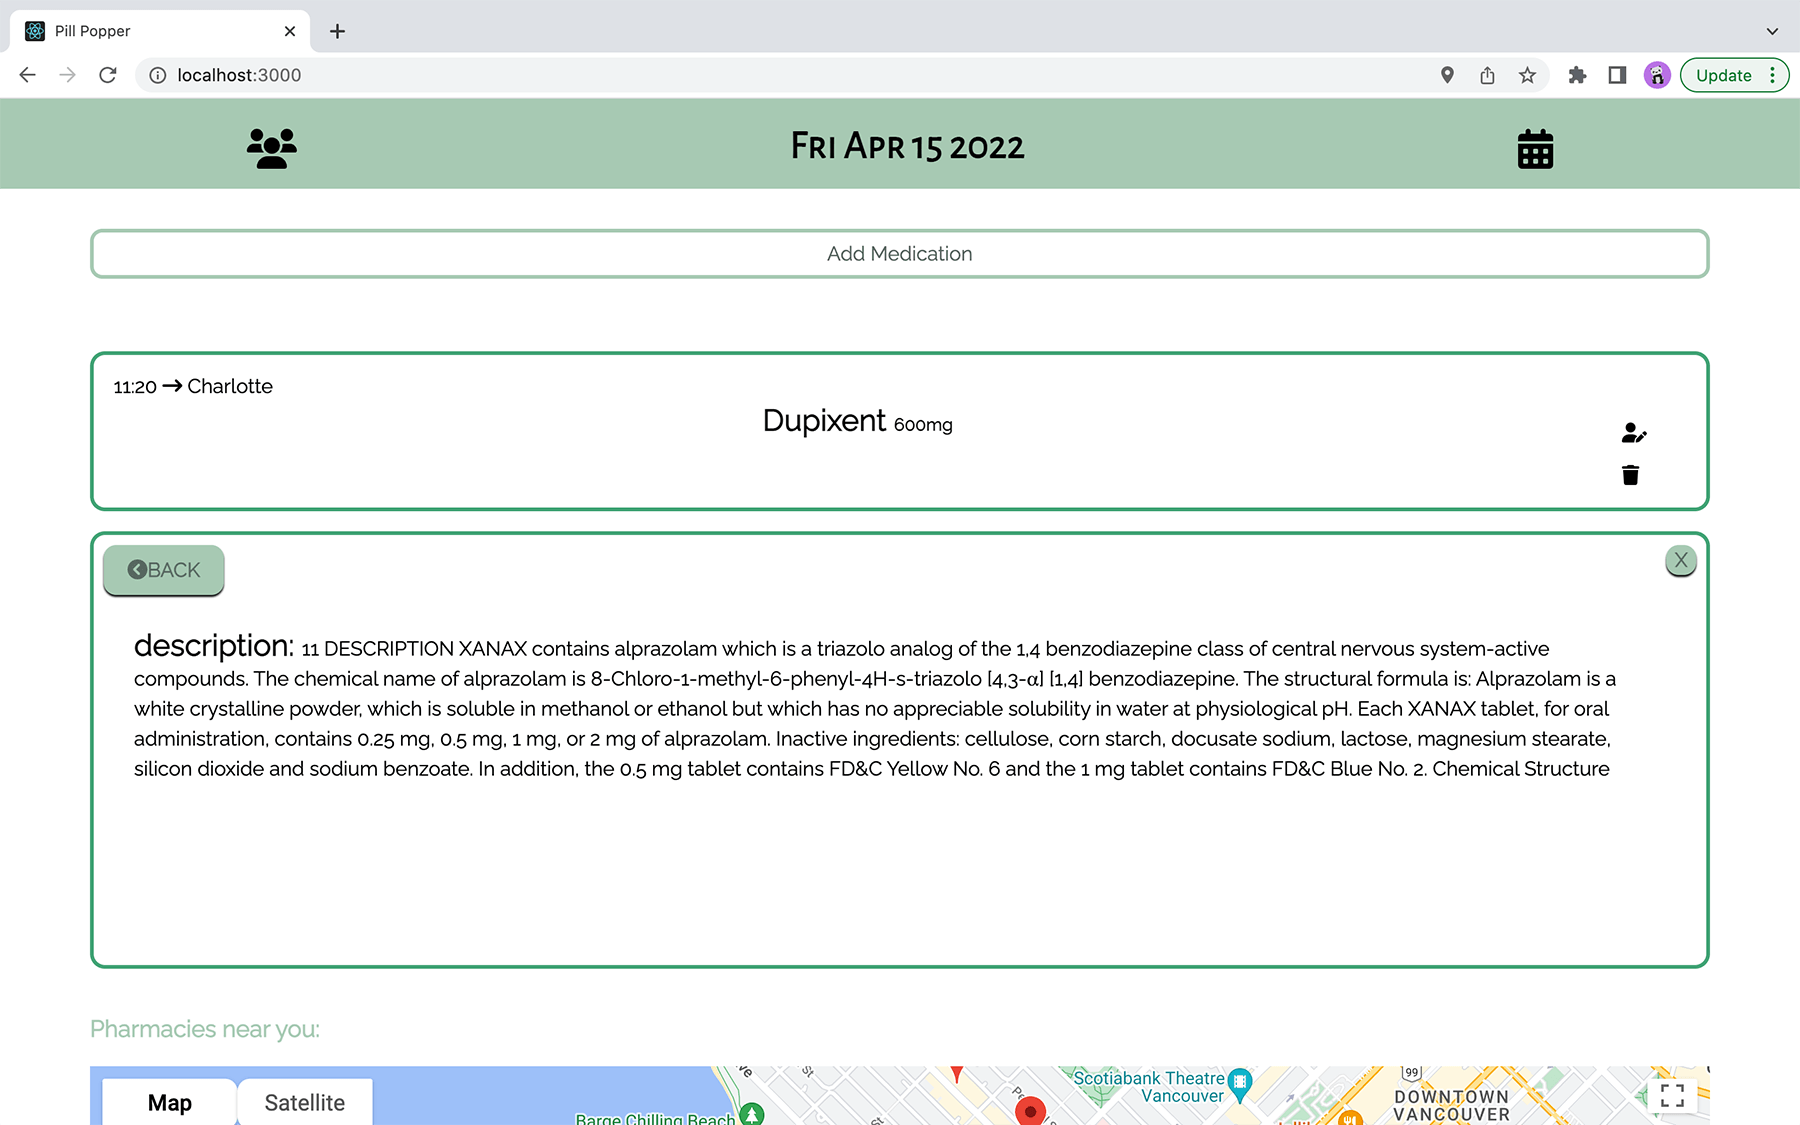 Pill Popper
localhost:3000
Update
Fri Apr 15 2022
Add Medication
11:20 → Charlotte
Dupixent 600mg
BACK
X
description: 11 DESCRIPTION XANAX contains alprazolam which is a triazolo analog of the 1,4 benzodiazepine class of central nervous system-active
compounds. The chemical name of alprazolam is 8-Chloro-1-methyl-6-phenyl-4H-s-triazolo [4,3-α] [1,4] benzodiazepine. The structural formula is: Alprazolam is a
white crystalline powder, which is soluble in methanol or ethanol but which has no appreciable solubility in water at physiological pH. Each XANAX tablet, for oral
administration, contains 0.25 mg, 0.5 mg, 1 mg, or 2 mg of alprazolam. Inactive ingredients: cellulose, corn starch, docusate sodium, lactose, magnesium stearate,
silicon dioxide and sodium benzoate. In addition, the 0.5 mg tablet contains FD&C Yellow No. 6 and the 1 mg tablet contains FD&C Blue No. 2. Chemical Structure
Pharmacies near you:
Map
Satellite
Barge Chilling Beach
St
Scotiabank Theatre
Vancouver
99
DOWNTOWN
VANCOUVER